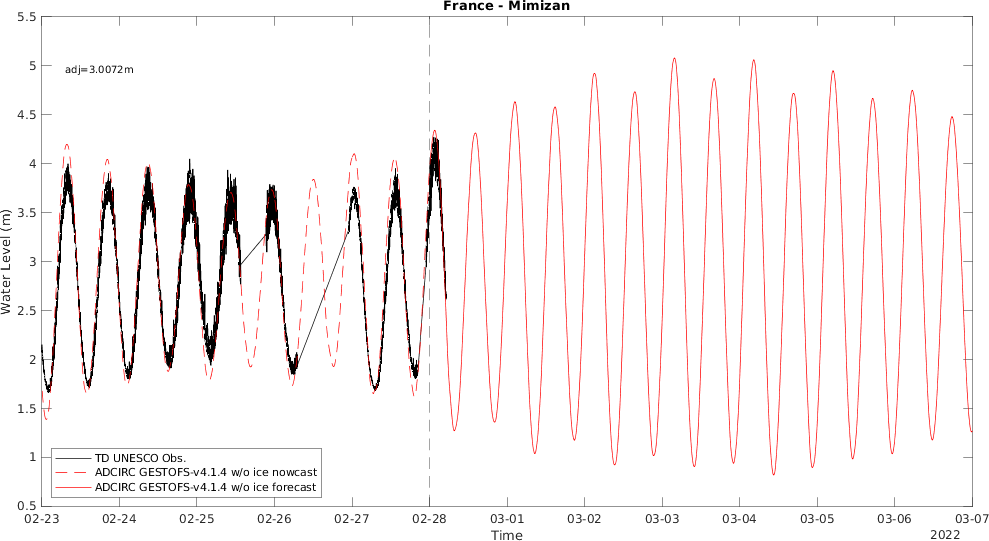 France - Mimizan
adj=3.0072m
Water Level (m)
5.5
5
4.5
4
3.5
3
2.5
2
1.5
1
0.5
TD UNESCO Obs.
ADCIRC GESTOFS-v4.1.4 w/o ice nowcast
ADCIRC GESTOFS-v4.1.4 w/o ice forecast
02-23 02-24 02-25 02-26 02-27 02-28 03-01 03-02 03-03 03-04 03-05 03-06 03-07
Time
2022